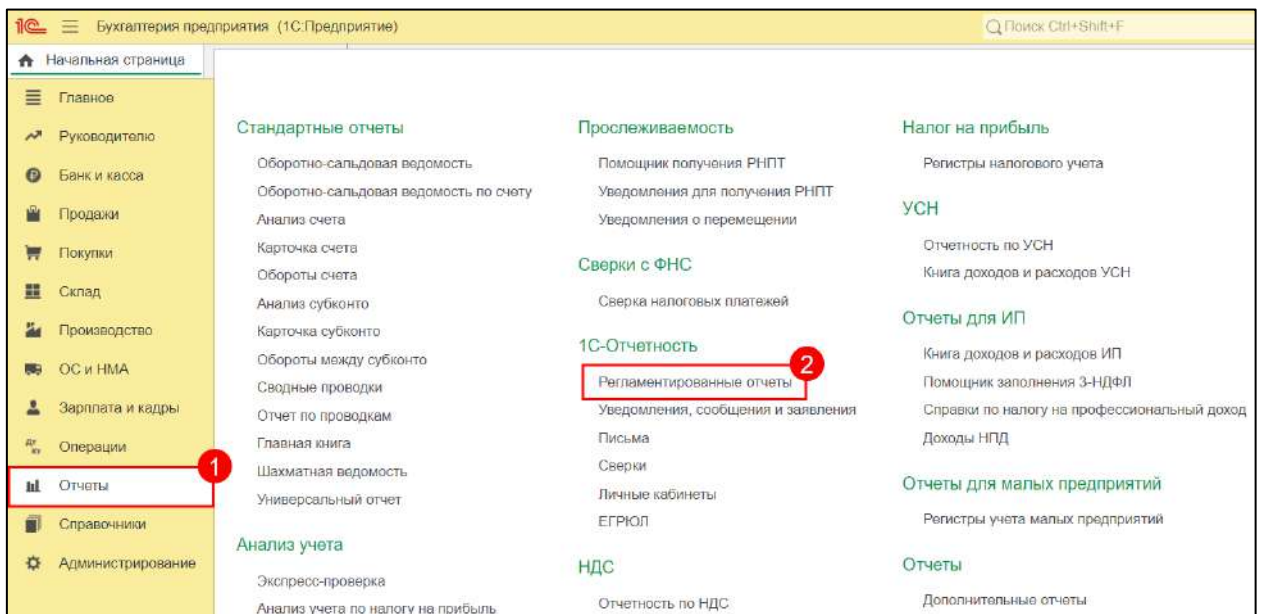 1С Бухгалтерия предприятия (1С:Предприятие)
Поиск Ctrl+Shift+F
Начальная страница
Главное
Руководителю
Банк и касса
Продажи
Покупки
Склад
Производство
ОС и НМА
Зарплата и кадры
Дт Кт Операции
1
Отчеты
Справочники
Администрирование
Стандартные отчеты
Оборотно-сальдовая ведомость
Оборотно-сальдовая ведомость по счету
Анализ счета
Карточка счета
Обороты счета
Анализ субконто
Карточка субконто
Обороты между субконто
Сводные проводки
Отчет по проводкам
Главная книга
Шахматная ведомость
Универсальный отчет
Анализ учета
Экспресс-проверка
Анализ учета по налогу на прибыль
Прослеживаемость
Помощник получения РНПТ
Уведомления для получения РНПТ
Уведомления о перемещении
Сверки с ФНС
Сверка налоговых платежей
1С-Отчетность
2
Регламентированные отчеты
Уведомления, сообщения и заявления
Письма
Сверки
Личные кабинеты
ЕГРЮЛ
НДС
Отчетность по НДС
Налог на прибыль
Регистры налогового учета
УСН
Отчетность по УСН
Книга доходов и расходов УСН
Отчеты для ИП
Книга доходов и расходов ИП
Помощник заполнения 3-НДФЛ
Справки по налогу на профессиональный доход
Доходы НПД
Отчеты для малых предприятий
Регистры учета малых предприятий
Отчеты
Дополнительные отчеты